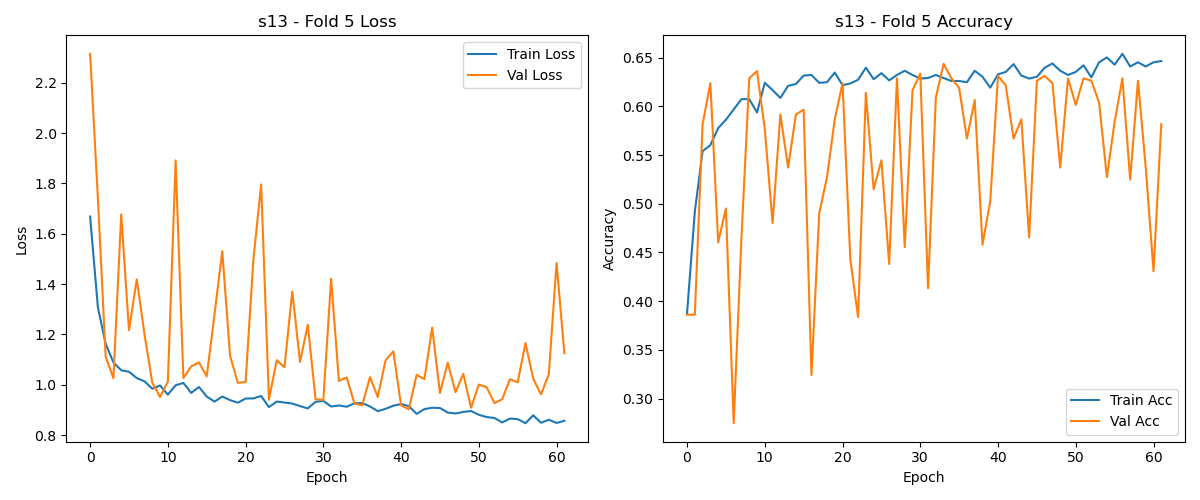 s13 - Fold 5 Loss
Train Loss
Val Loss
2.2
2.0
1.8
1.6
1.4
1.2
1.0
0.8
Loss
0 10 20 30 40 50 60
Epoch
s13 - Fold 5 Accuracy
0.65
0.60
0.55
0.50
0.45
0.40
0.35
0.30
Accuracy
Train Acc
Val Acc
0 10 20 30 40 50 60
Epoch